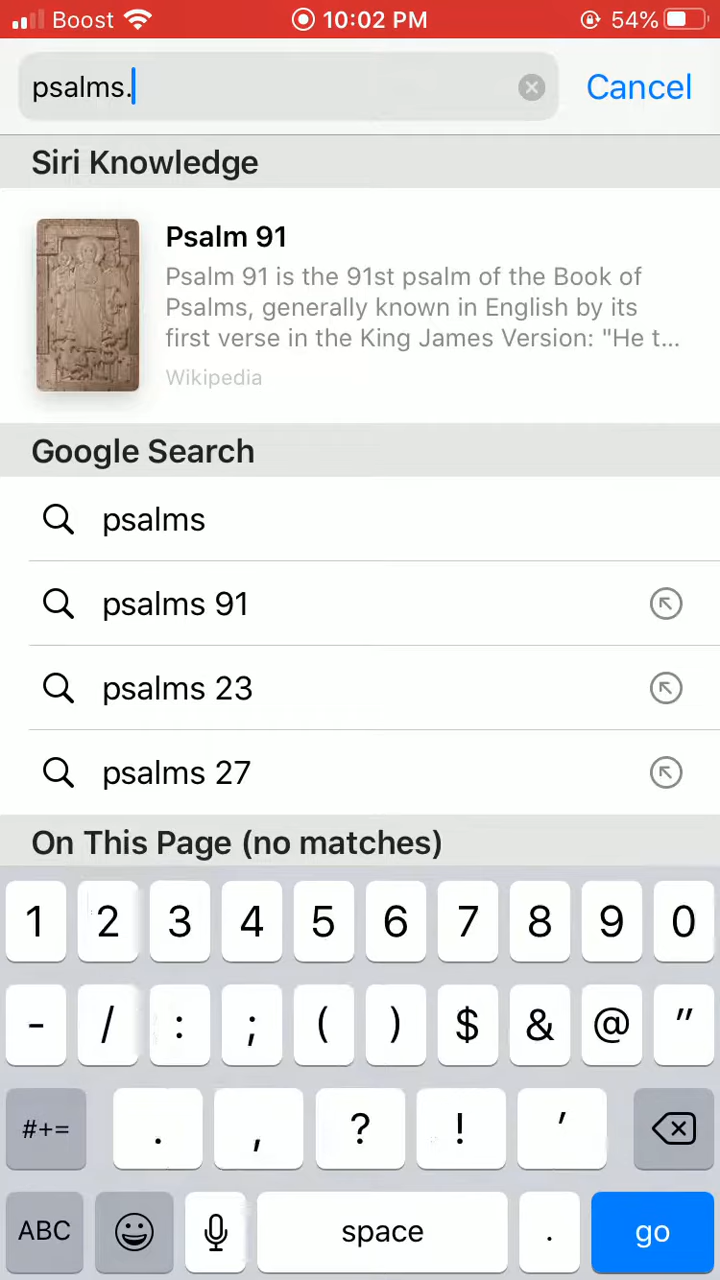 Boost 10:02 PM 54%
psalms. Cancel
Siri Knowledge
Psalm 91
Psalm 91 is the 91st psalm of the Book of
Psalms, generally known in English by its
first verse in the King James Version: "He t...
Wikipedia
Google Search
psalms
psalms 91
psalms 23
psalms 27
On This Page (no matches)
1 2 3 4 5 6 7 8 9 0
- / : ; ( ) $ & @ "
#+= . , ? ! '
ABC space . go